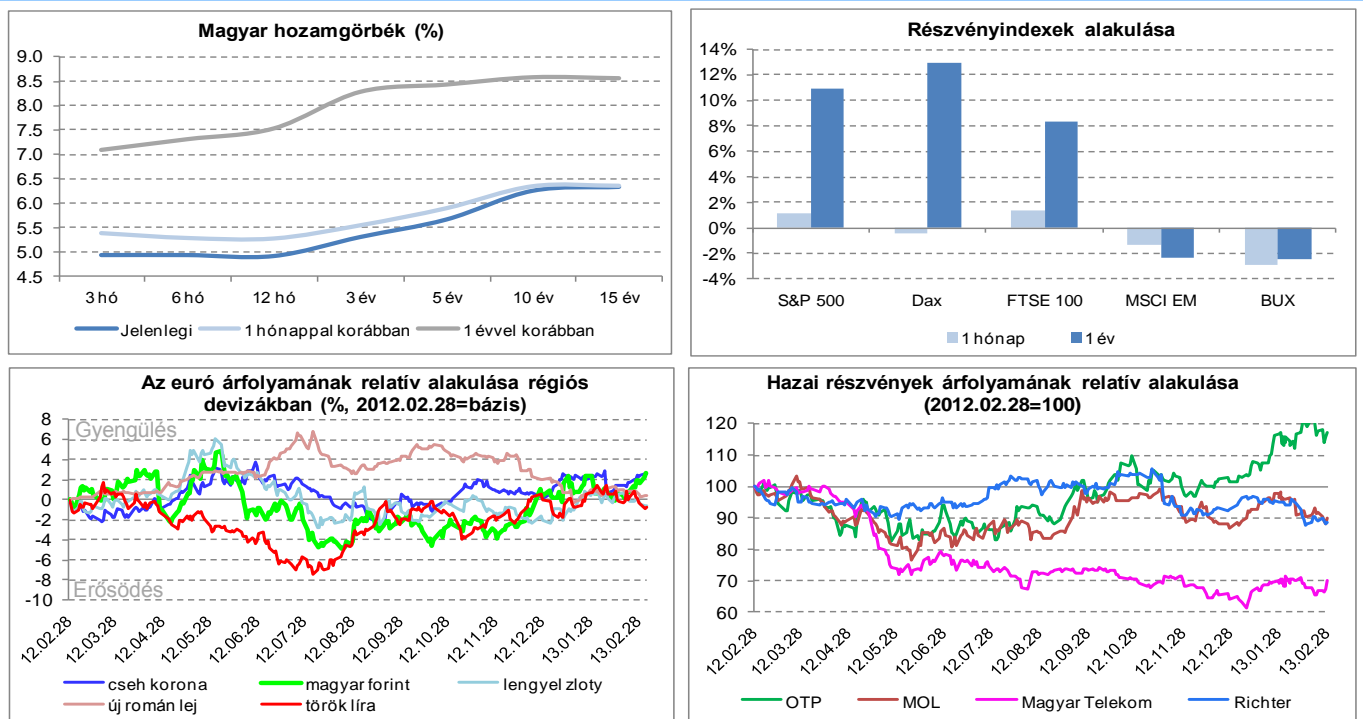 Magyar hozamgörbék (%)
9.0
8.5
8.0
7.5
7.0
6.5
6.0
5.5
5.0
4.5
3 hó 6 hó 12 hó 3 év 5 év 10 év 15 év
Jelenlegi 1 hónappal korábban 1 évvel korábban
Részvényindexek alakulása
14%
12%
10%
8%
6%
4%
2%
0%
-2%
-4%
S&P 500 Dax FTSE 100 MSCI EM BUX
1 hónap 1 év
Az euró árfolyamának relatív alakulása régiós
devizákban (%, 2012.02.28=bázis)
8
Gyengülés
6
4
2
0
-2
-4
-6
-8
Erősödés
-10
12.02.28 12.03.28 12.04.28 12.05.28 12.06.28 12.07.28 12.08.28 12.09.28 12.10.28 12.11.28 12.12.28 13.01.28 13.02.28
cseh korona magyar forint lengyel zloty
új román lej török líra
Hazai részvények árfolyamának relatív alakulása
(2012.02.28=100)
120
110
100
90
80
70
60
12.02.28 12.03.28 12.04.28 12.05.28 12.06.28 12.07.28 12.08.28 12.09.28 12.10.28 12.11.28 12.12.28 13.01.28 13.02.28
OTP MOL Magyar Telekom Richter